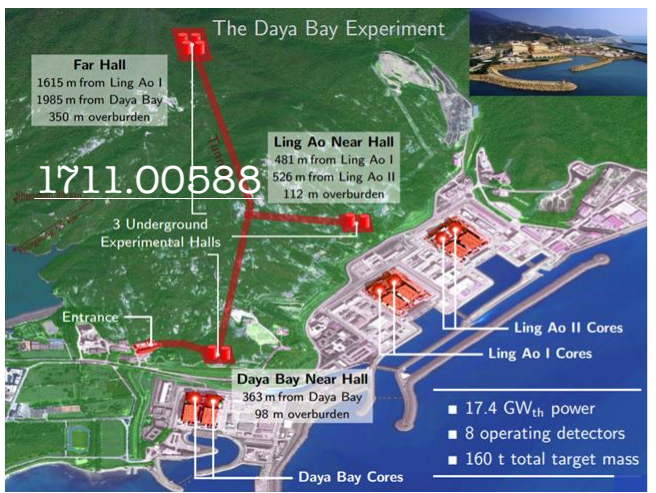 The Daya Bay Experiment
Far Hall
1615 m from Ling Ao I
1985 m from Daya Bay
350 m overburden
Ling Ao Near Hall
481 m from Ling Ao I
526 m from Ling Ao II
112 m overburden
1711.00588
3 Underground
Experimental Halls
Entrance
Ling Ao II Cores
Ling Ao I Cores
Daya Bay Near Hall
363 m from Daya Bay
98 m overburden
17.4 GWth power
8 operating detectors
160 t total target mass
Daya Bay Cores